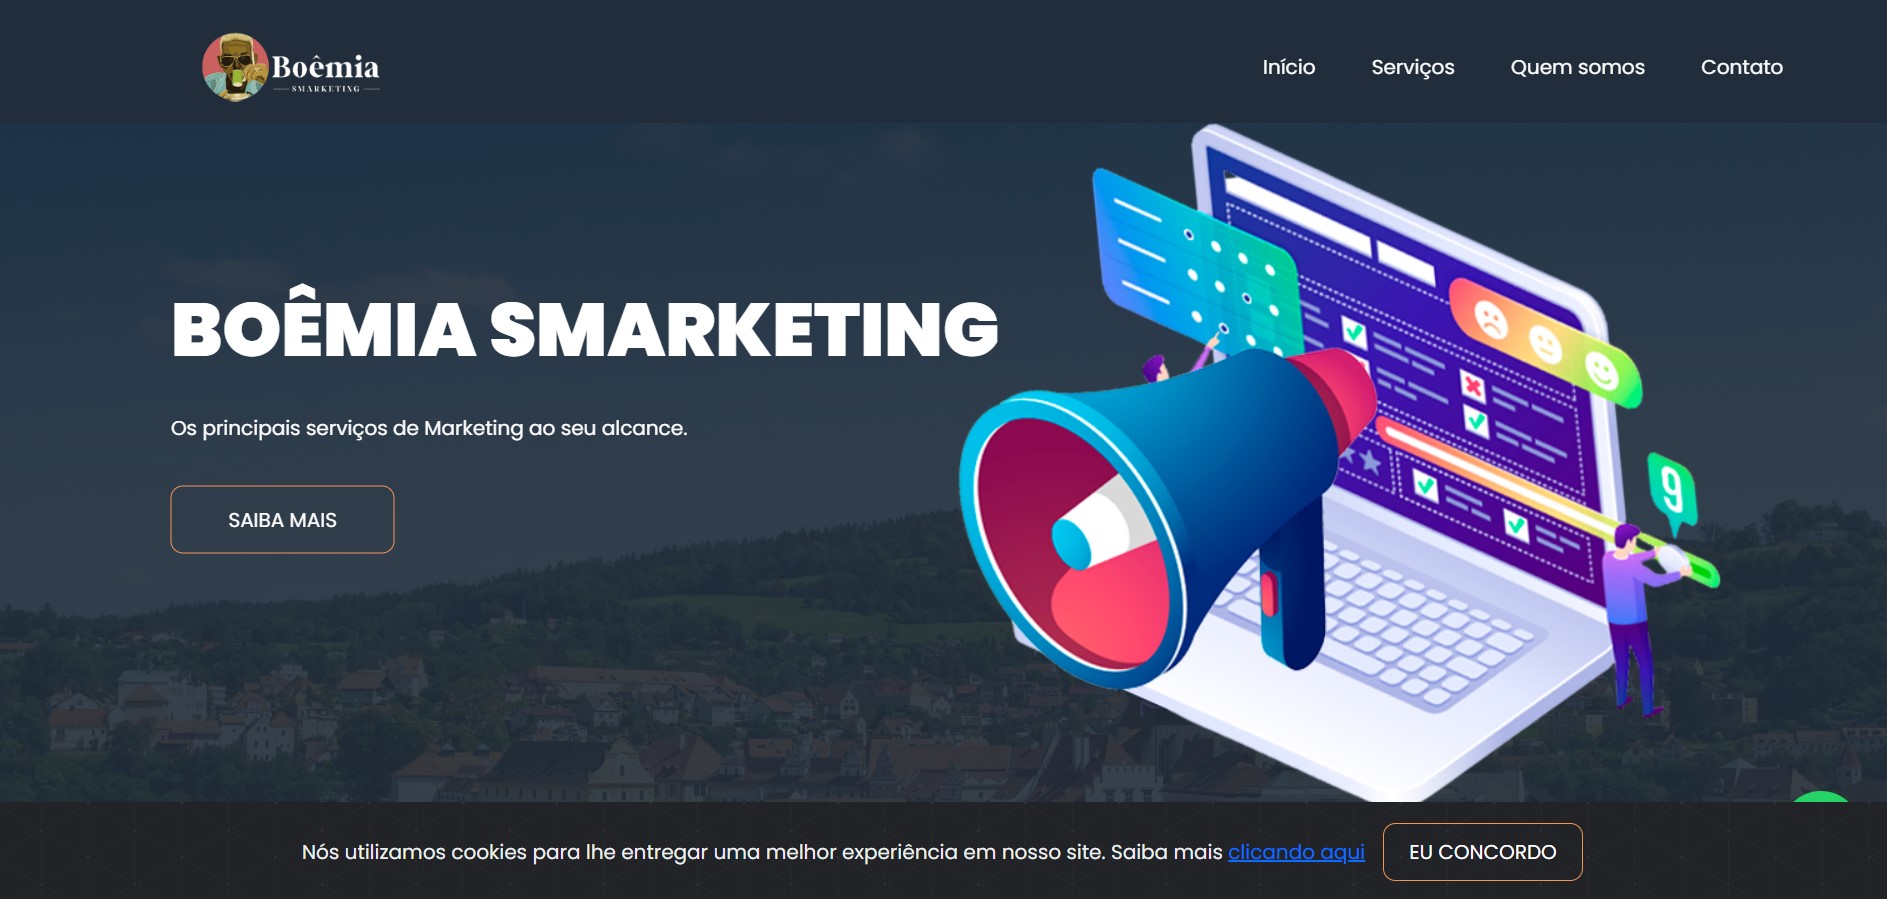 Boêmia
SMARKETING
Início Serviços Quem somos Contato
BOÊMIA SMARKETING
Os principais serviços de Marketing ao seu alcance.
SAIBA MAIS
9
Nós utilizamos cookies para lhe entregar uma melhor experiência em nosso site. Saiba mais clicando aqui
EU CONCORDO